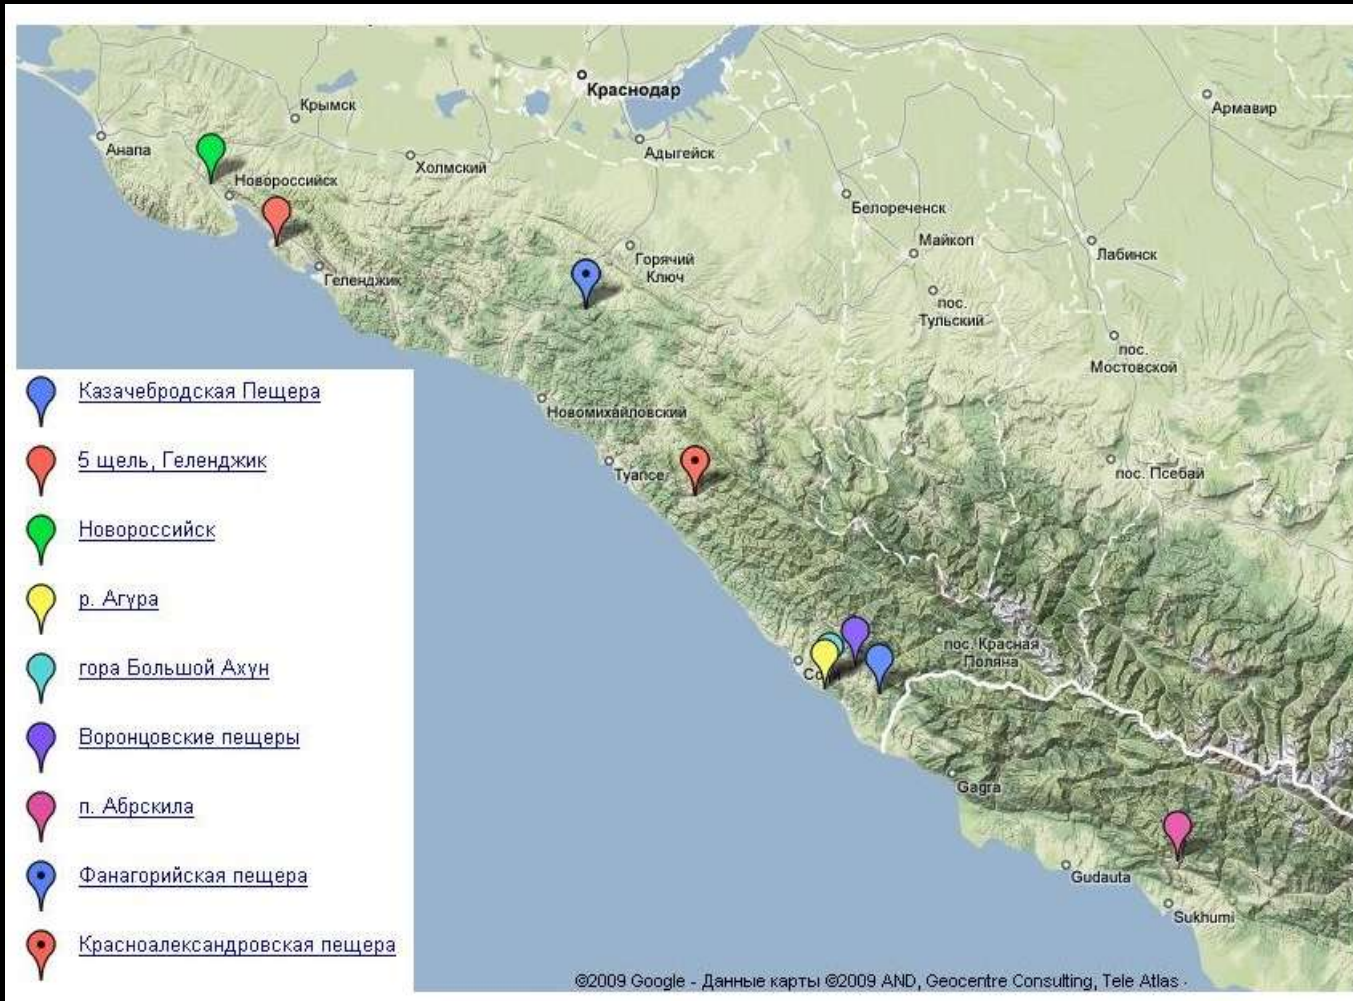 Краснодар
Крымск
Армавир
Анапа
Адыгейск
Холмский
Новороссийск
Белореченск
Майкоп
Лабинск
Горячий
Ключ
Геленджик
пос.
Тульский
пос.
Мостовской
Казачебродская Пещера
Новомихайловский
5 щель, Геленджик
Туапсе
пос. Псебай
Новороссийск
р. Агура
пос. Красная
Поляна
гора Большой Ахун
Воронцовские пещеры
Gagra
п. Абрскила
Фанагорийская пещера
Gudauta
Sukhumi
Красноалександровская пещера
©2009 Google - Данные карты ©2009 AND, Geocentre Consulting, Tele Atlas -